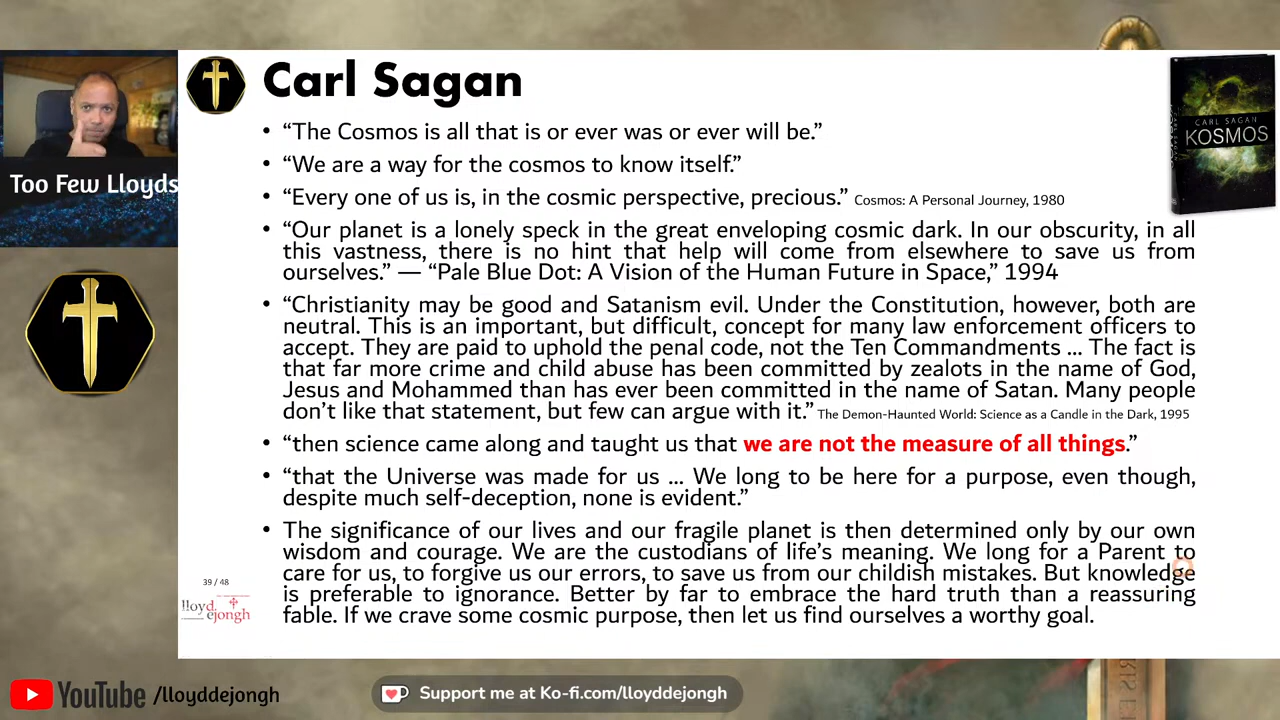 Carl Sagan
• “The Cosmos is all that is or ever was or ever will be.”
• “We are a way for the cosmos to know itself.”
• “Every one of us is, in the cosmic perspective, precious.” Cosmos: A Personal Journey, 1980
• “Our planet is a lonely speck in the great enveloping cosmic dark. In our obscurity, in all
this vastness, there is no hint that help will come from elsewhere to save us from
ourselves.” — “Pale Blue Dot: A Vision of the Human Future in Space,” 1994
• “Christianity may be good and Satanism evil. Under the Constitution, however, both are
neutral. This is an important, but difficult, concept for many law enforcement officers to
accept. They are paid to uphold the penal code, not the Ten Commandments ... The fact is
that far more crime and child abuse has been committed by zealots in the name of God,
Jesus and Mohammed than has ever been committed in the name of Satan. Many people
don’t like that statement, but few can argue with it.” The Demon-Haunted World: Science as a Candle in the Dark, 1995
• “then science came along and taught us that we are not the measure of all things.”
• “that the Universe was made for us ... We long to be here for a purpose, even though,
despite much self-deception, none is evident.”
• The significance of our lives and our fragile planet is then determined only by our own
wisdom and courage. We are the custodians of life’s meaning. We long for a Parent to
care for us, to forgive us our errors, to save us from our childish mistakes. But knowledge
is preferable to ignorance. Better by far to embrace the hard truth than a reassuring
fable. If we crave some cosmic purpose, then let us find ourselves a worthy goal.
CARL SAGAN
KOSMOS
Too Few Lloyds
39 / 48
lloyd
ejongh
YouTube /lloyddejongh
Support me at Ko-fi.com/lloyddejongh